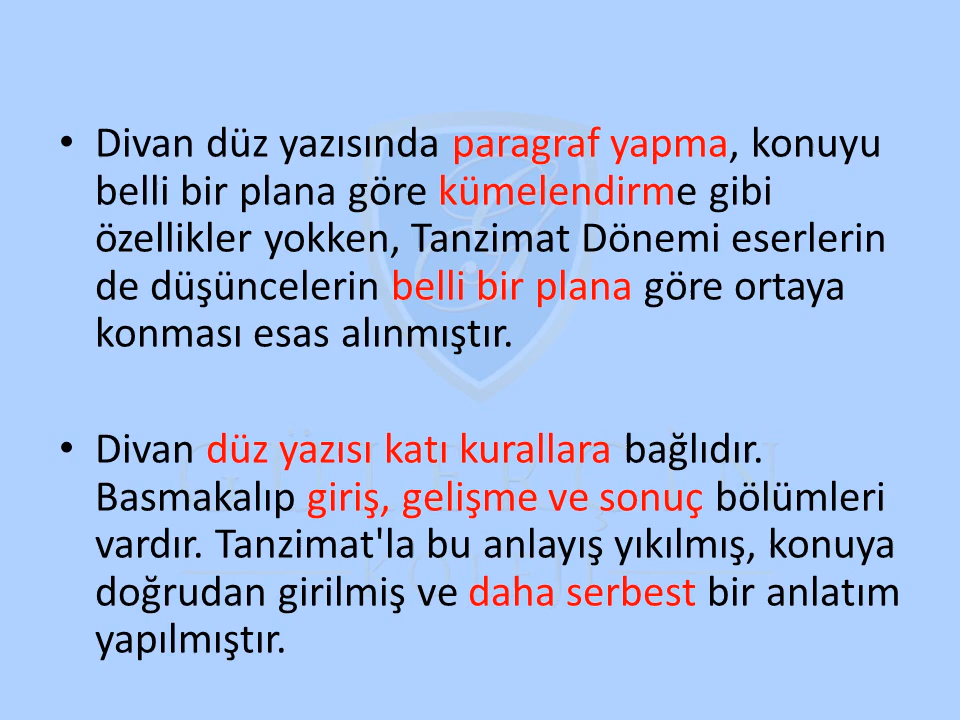 • Divan düz yazısında paragraf yapma, konuyu
belli bir plana göre kümelendirme gibi
özellikler yokken, Tanzimat Dönemi eserlerin
de düşüncelerin belli bir plana göre ortaya
konması esas alınmıştır.
• Divan düz yazısı katı kurallara bağlıdır.
Basmakalıp giriş, gelişme ve sonuç bölümleri
vardır. Tanzimat'la bu anlayış yıkılmış, konuya
doğrudan girilmiş ve daha serbest bir anlatım
yapılmıştır.